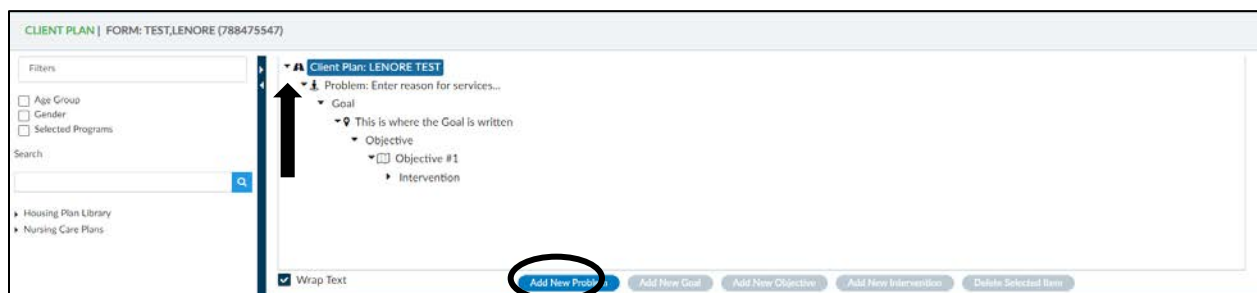 CLIENT PLAN | FORM: TEST,LENORE (788475547)
Filters
Age Group
Gender
Selected Programs
Search
Housing Plan Library
Nursing Care Plans
Client Plan: LENORE TEST
Problem: Enter reason for services...
Goal
This is where the Goal is written
Objective
Objective #1
Intervention
Wrap Text
Add New Problem
Add New Goal
Add New Objective
Add New Intervention
Delete Selected Item